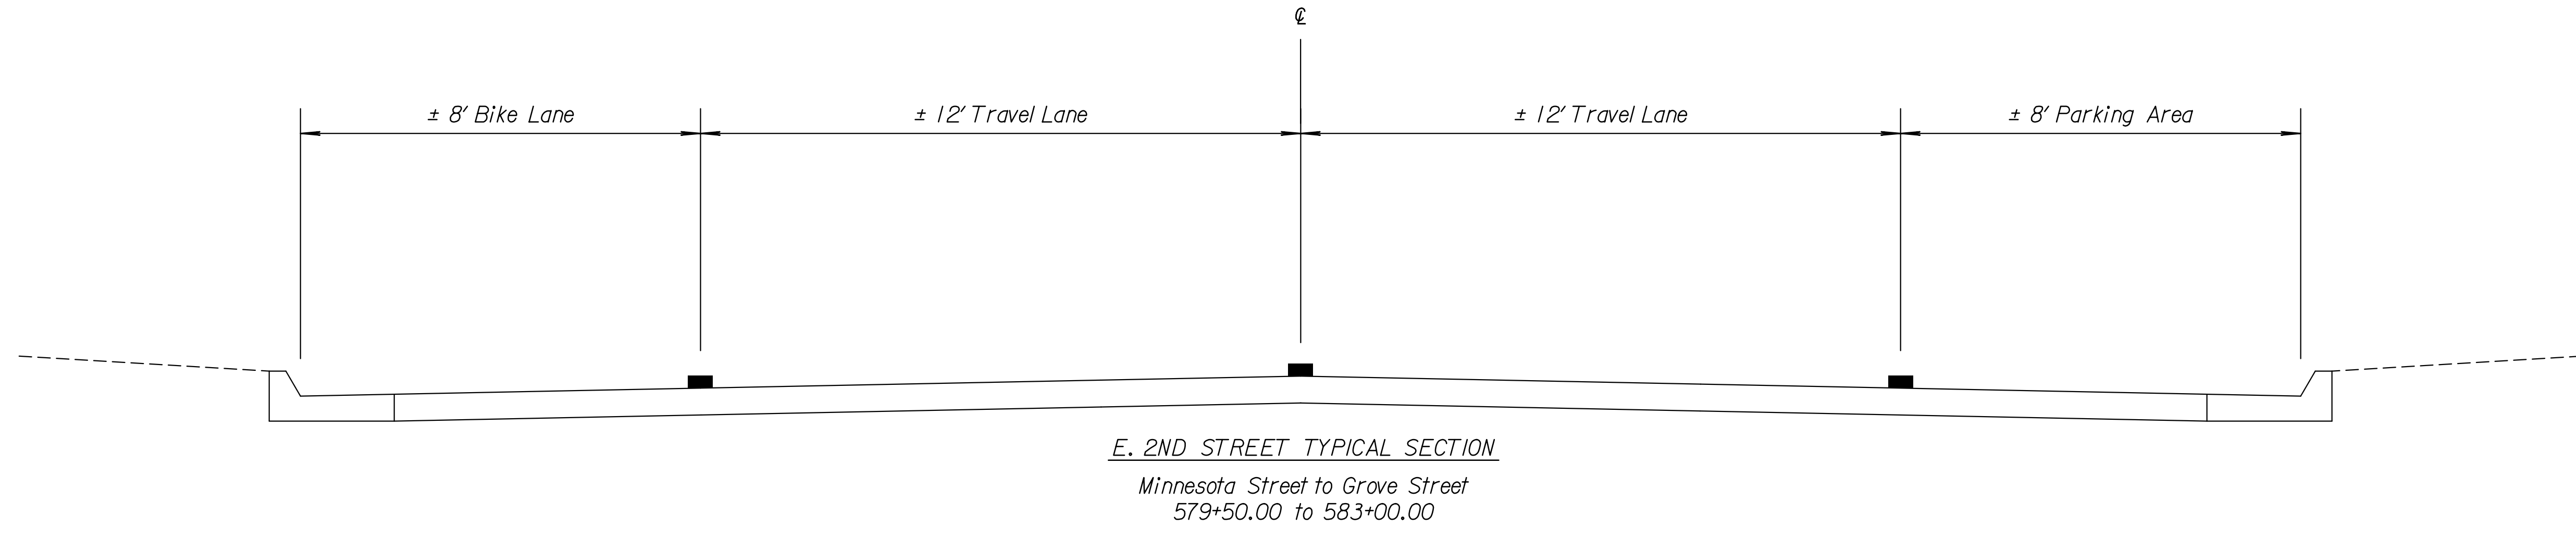 ℄
± 8' Bike Lane
± 12' Travel Lane
± 12' Travel Lane
± 8' Parking Area
E. 2ND STREET TYPICAL SECTION
Minnesota Street to Grove Street
579+50.00 to 583+00.00